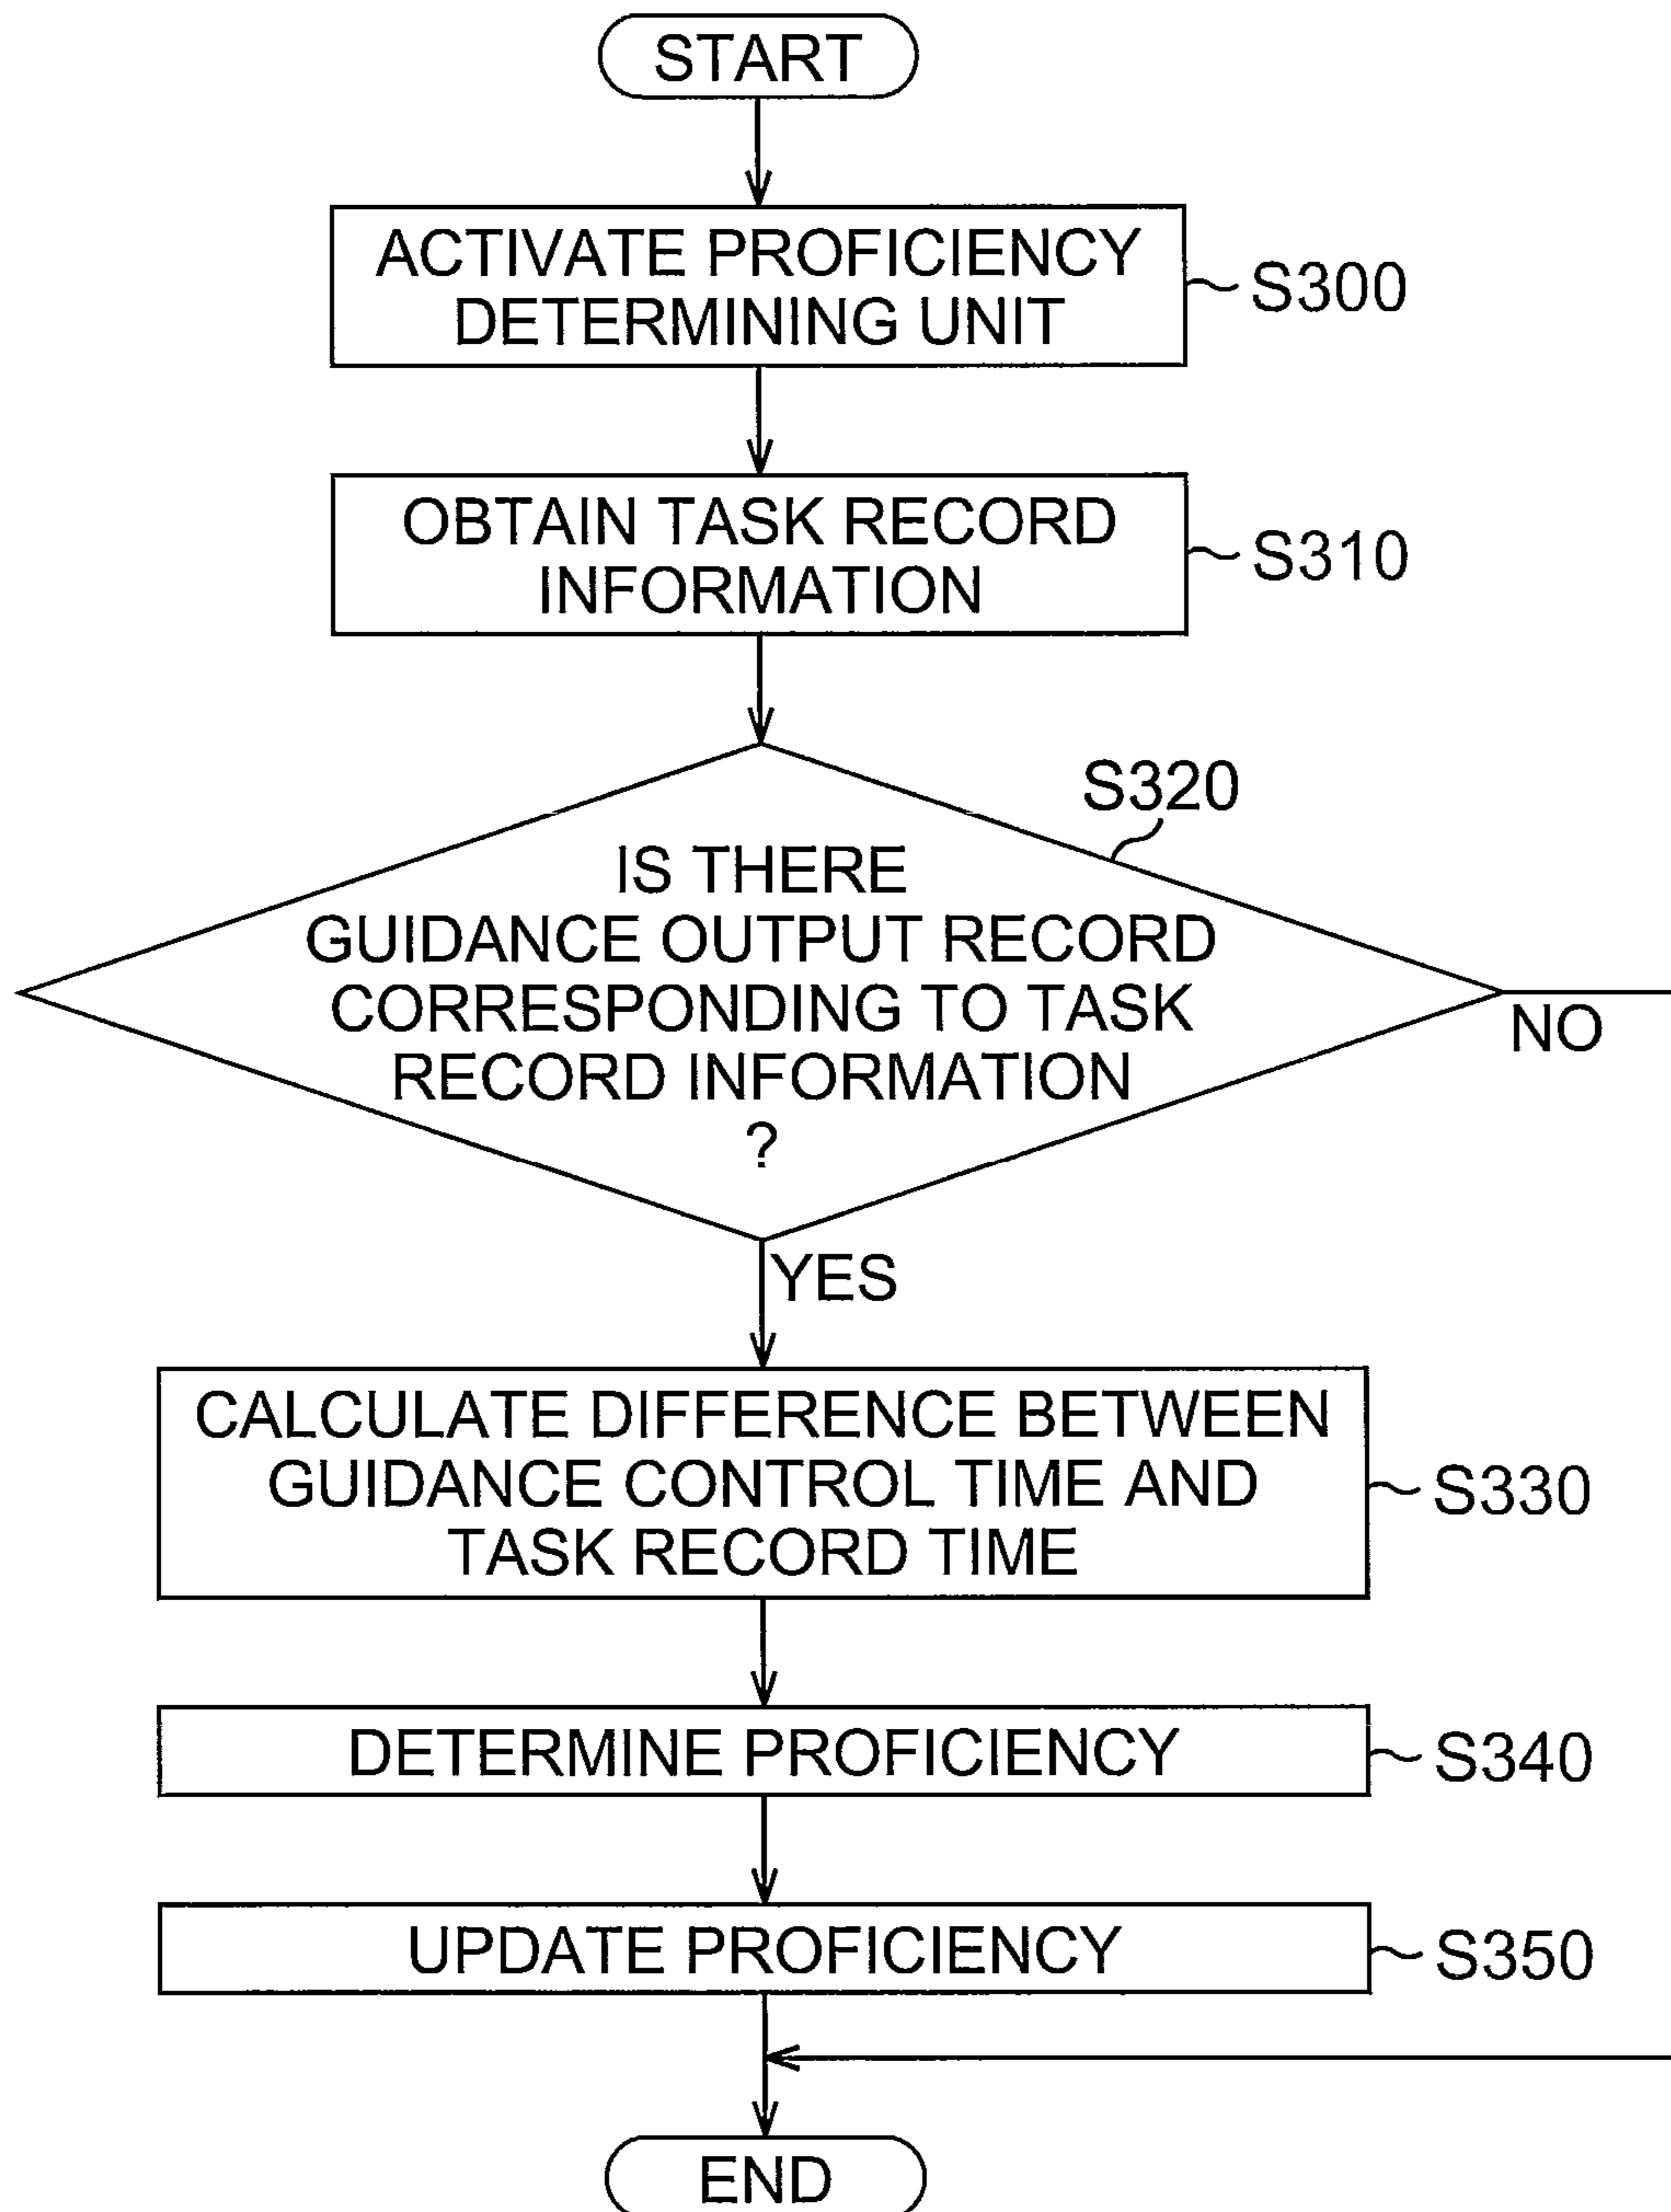 START
ACTIVATE PROFICIENCY
DETERMINING UNIT
S300
OBTAIN TASK RECORD
INFORMATION
S310
S320
IS THERE
GUIDANCE OUTPUT RECORD
CORRESPONDING TO TASK
RECORD INFORMATION
?
NO
YES
CALCULATE DIFFERENCE BETWEEN
GUIDANCE CONTROL TIME AND
TASK RECORD TIME
S330
DETERMINE PROFICIENCY
S340
UPDATE PROFICIENCY
S350
END